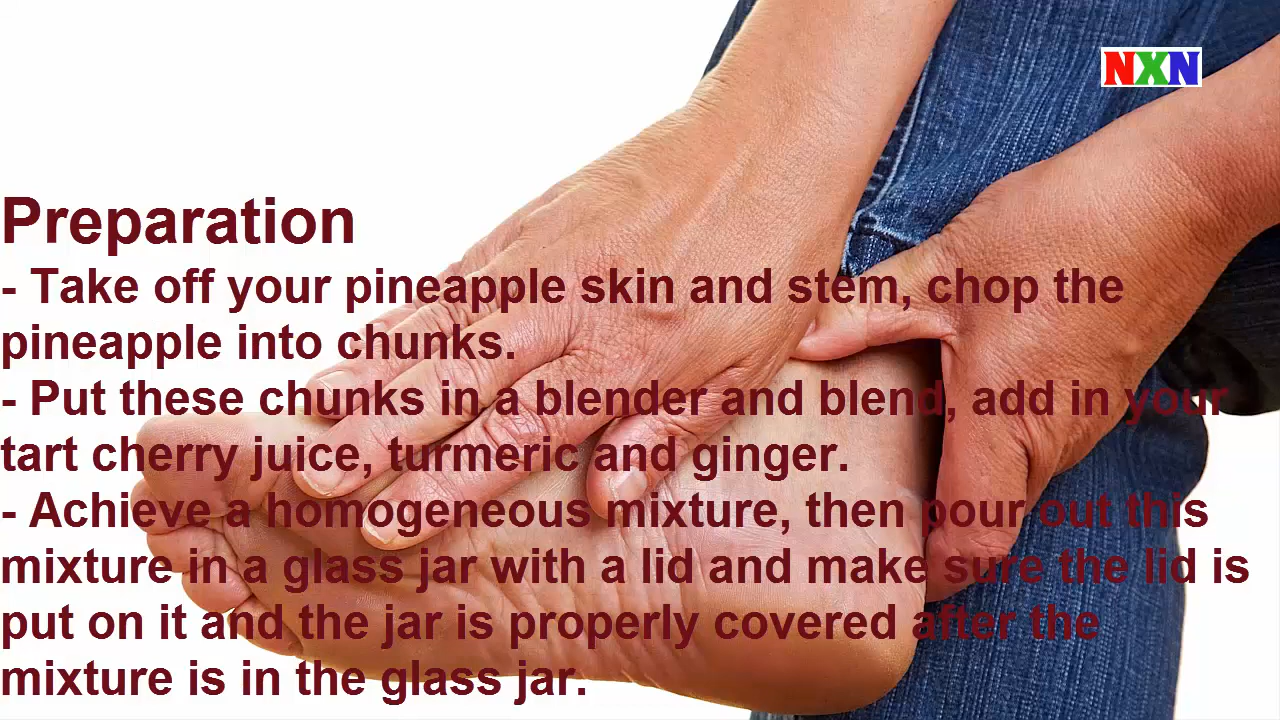 NXN
Preparation
- Take off your pineapple skin and stem, chop the
pineapple into chunks.
- Put these chunks in a blender and blend, add in your
tart cherry juice, turmeric and ginger.
- Achieve a homogeneous mixture, then pour out this
mixture in a glass jar with a lid and make sure the lid is
put on it and the jar is properly covered after the
mixture is in the glass jar.